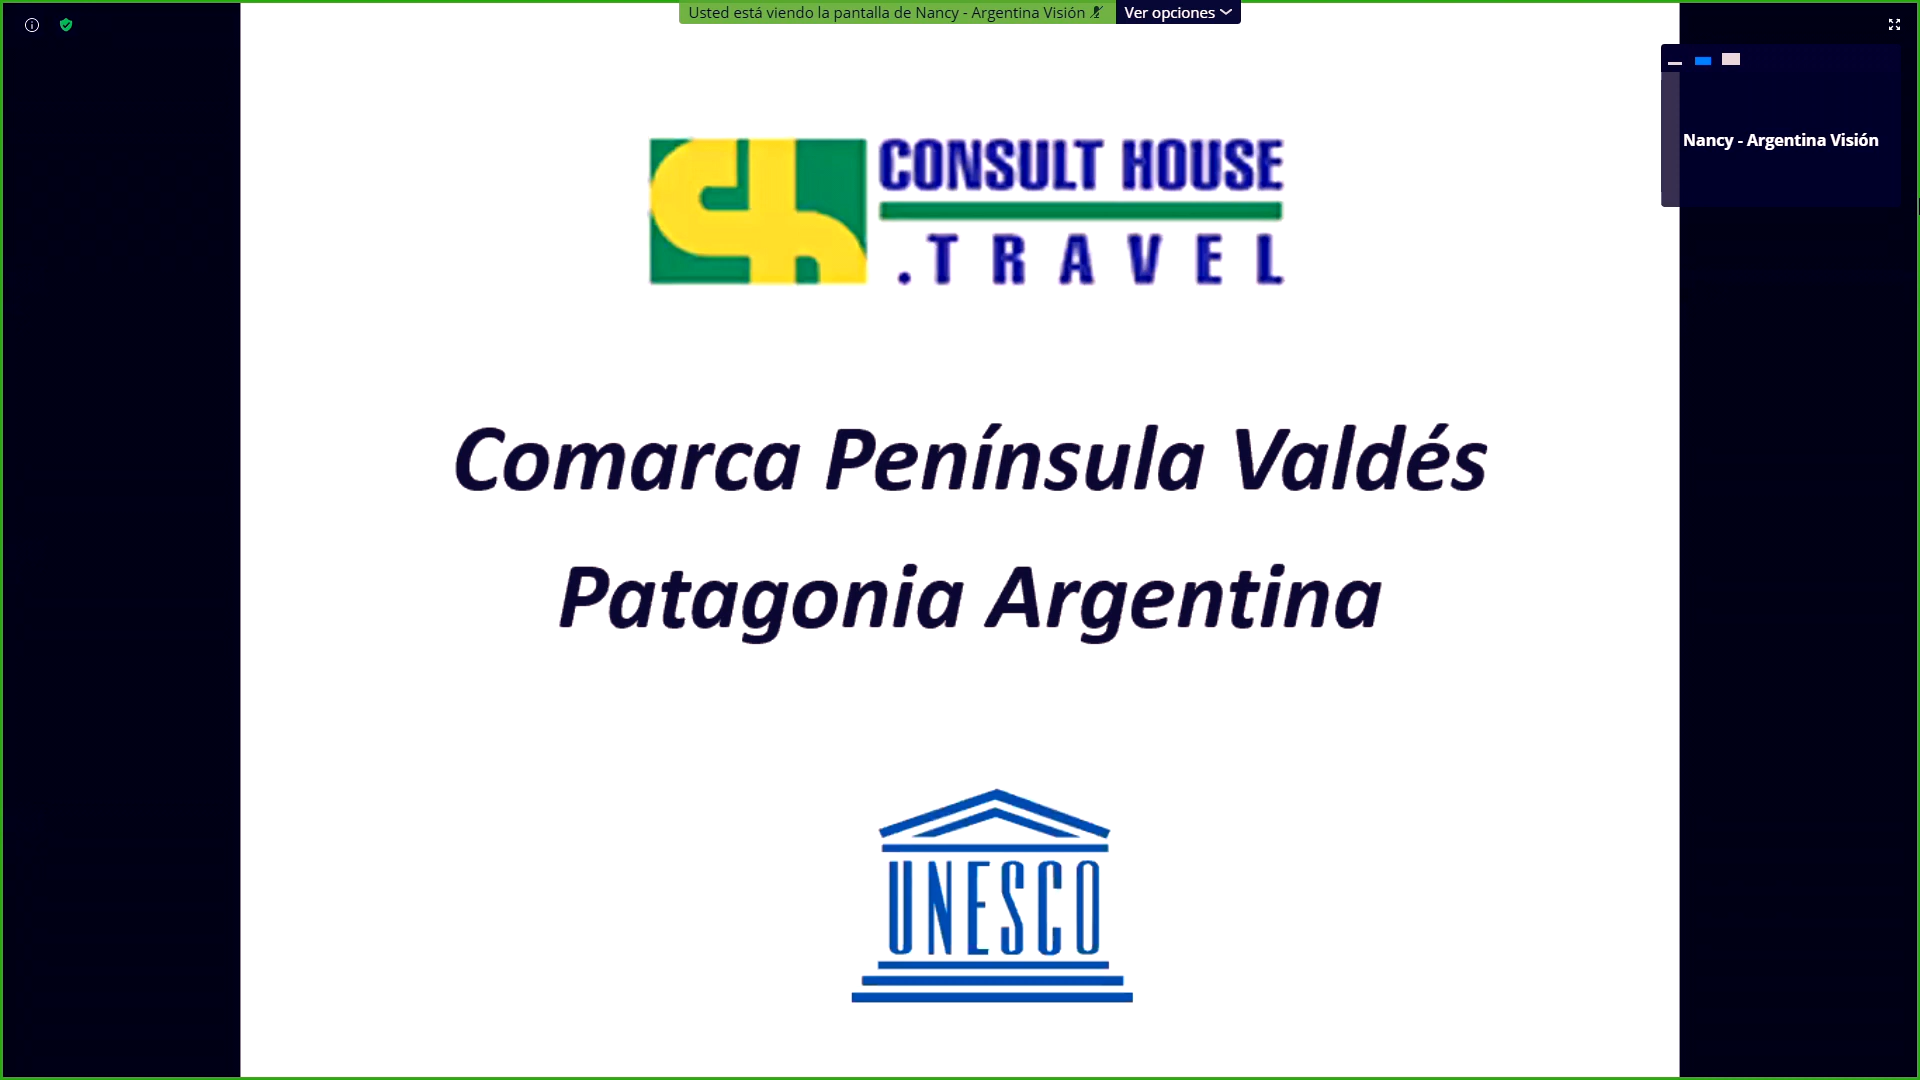 Usted está viendo la pantalla de Nancy - Argentina Visión
Ver opciones
Nancy - Argentina Visión
ch
CONSULT HOUSE
.TRAVEL
Comarca Península Valdés
Patagonia Argentina
UNESCO